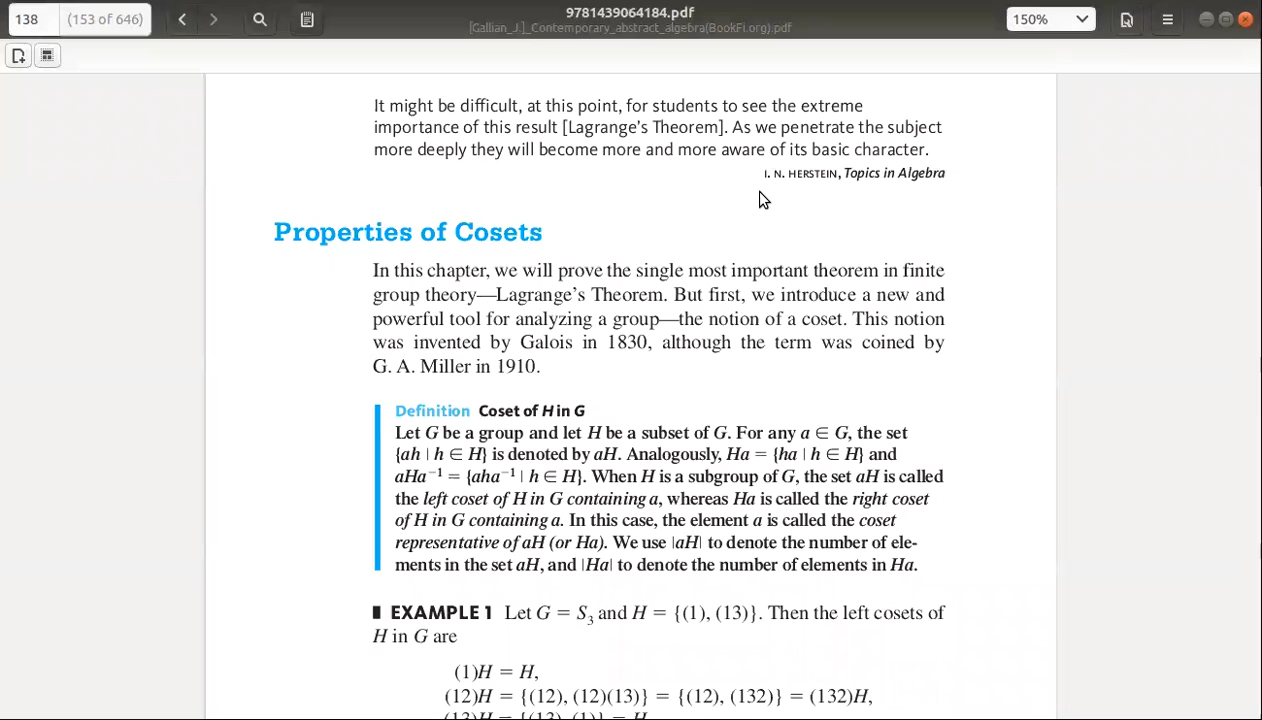 138 (153 of 646)
9781439064184.pdf
[Gallian_J.]_Contemporary_abstract_algebra(BookFi.org).pdf
150%
It might be difficult, at this point, for students to see the extreme
importance of this result [Lagrange's Theorem]. As we penetrate the subject
more deeply they will become more and more aware of its basic character.
I. N. HERSTEIN, Topics in Algebra
Properties of Cosets
In this chapter, we will prove the single most important theorem in finite
group theory—Lagrange's Theorem. But first, we introduce a new and
powerful tool for analyzing a group—the notion of a coset. This notion
was invented by Galois in 1830, although the term was coined by
G. A. Miller in 1910.
Definition Coset of H in G
Let G be a group and let H be a subset of G. For any a ∈ G, the set
{ah | h ∈ H} is denoted by aH. Analogously, Ha = {ha | h ∈ H} and
aHa⁻¹ = {aha⁻¹ | h ∈ H}. When H is a subgroup of G, the set aH is called
the left coset of H in G containing a, whereas Ha is called the right coset
of H in G containing a. In this case, the element a is called the coset
representative of aH (or Ha). We use |aH| to denote the number of ele-
ments in the set aH, and |Ha| to denote the number of elements in Ha.
EXAMPLE 1 Let G = S₃ and H = {(1), (13)}. Then the left cosets of
H in G are
(1)H = H,
(12)H = {(12), (12)(13)} = {(12), (132)} = (132)H,
(13)H = {(13), (1)} = H